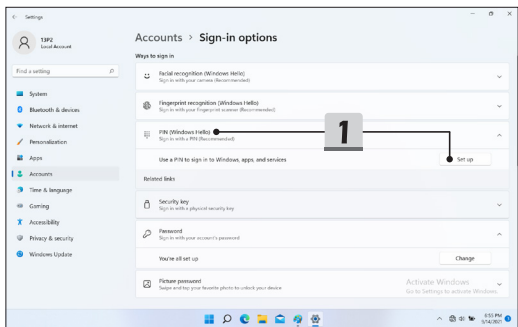 Settings
13P2
Local Account
Find a setting
System
Bluetooth & devices
Network & internet
Personalization
Apps
Accounts
Time & language
Gaming
Accessibility
Privacy & security
Windows Update
Accounts > Sign-in options
Ways to sign in
Facial recognition (Windows Hello)
Sign in with your camera (Recommended)
Fingerprint recognition (Windows Hello)
Sign in with your fingerprint scanner (Recommended)
PIN (Windows Hello)
Sign in with a PIN (Recommended)
1
Use a PIN to sign in to Windows, apps, and services
Set up
Related links
Security key
Sign in with a physical security key
Password
Sign in with your account's password
You're all set up
Change
Picture password
Swipe and tap your favorite photo to unlock your device
Activate Windows
Go to Settings to activate Windows.
6:55 PM
5/14/2021